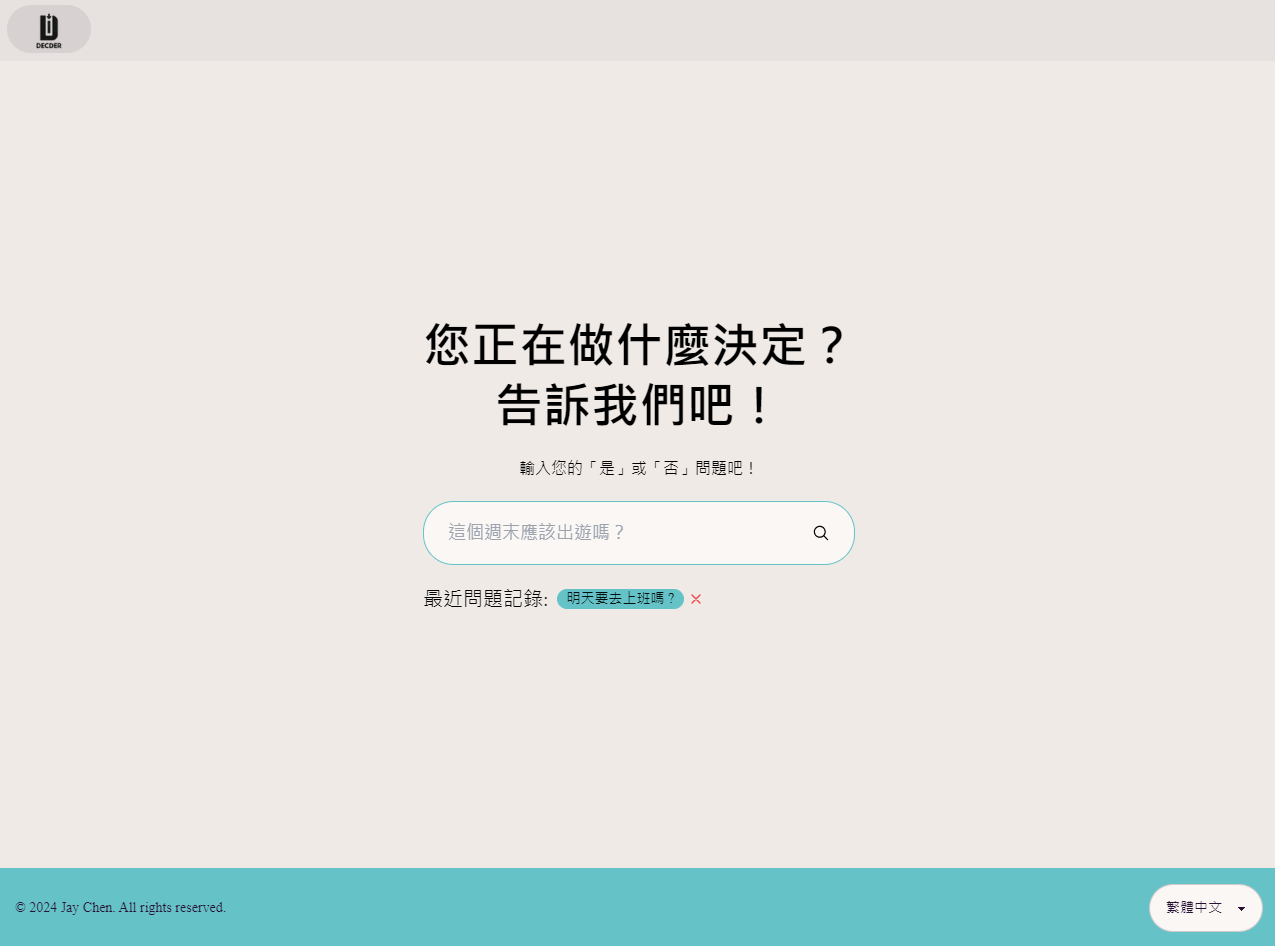 DECDER
您正在做什麼決定？
告訴我們吧！
輸入您的「是」或「否」問題吧！
這個週末應該出遊嗎？
最近問題記錄: 明天要去上班嗎？
© 2024 Jay Chen. All rights reserved.
繁體中文